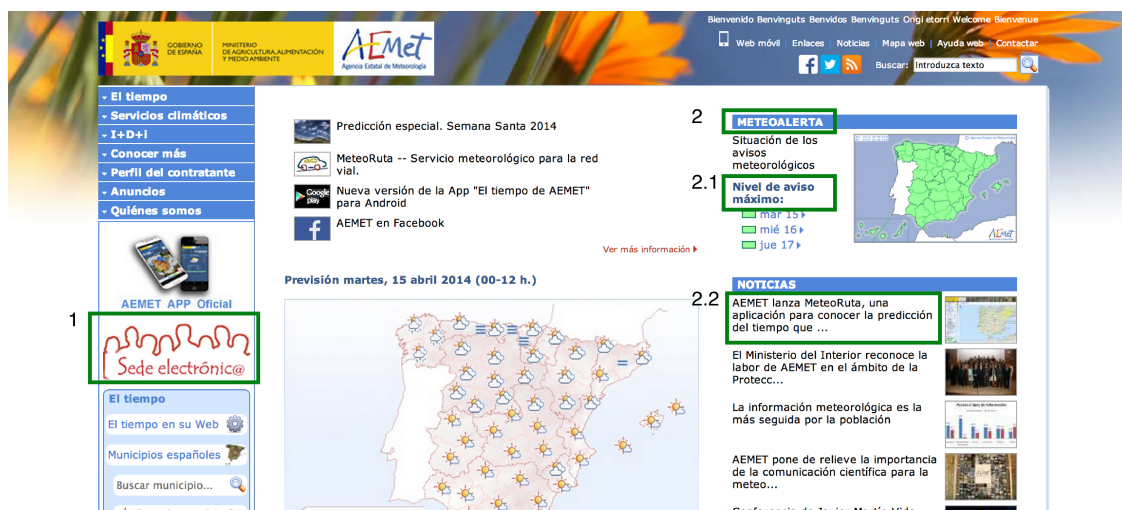 Bienvenido Benvinguts Benvidos Benvinguts Ongi etorri Welcome Bienvenue
GOBIERNO
DE ESPAÑA
MINISTERIO
DE AGRICULTURA, ALIMENTACIÓN
Y MEDIO AMBIENTE
AEMet
Agencia Estatal de Meteorología
Web móvil | Enlaces | Noticias | Mapa web | Ayuda web | Contactar
Buscar: Introduzca texto
El tiempo
Servicios climáticos
I+D+i
Conocer más
Perfil del contratante
Anuncios
Quiénes somos
AEMET APP Oficial
1
Sede electrónic@
El tiempo
El tiempo en su Web
Municipios españoles
Buscar municipio...
Predicción especial. Semana Santa 2014
MeteoRuta -- Servicio meteorológico para la red
vial.
Google
play
Nueva versión de la App "El tiempo de AEMET"
para Android
AEMET en Facebook
Ver más información
Previsión martes, 15 abril 2014 (00-12 h.)
2
METEOALERTA
Situación de los
avisos
meteorológicos
2.1
Nivel de aviso
máximo:
mar 15
mié 16
jue 17
AEMet
NOTICIAS
2.2
AEMET lanza MeteoRuta, una
aplicación para conocer la predicción
del tiempo que ...
El Ministerio del Interior reconoce la
labor de AEMET en el ámbito de la
Protecc...
La información meteorológica es la
más seguida por la población
AEMET pone de relieve la importancia
de la comunicación científica para la
meteo...